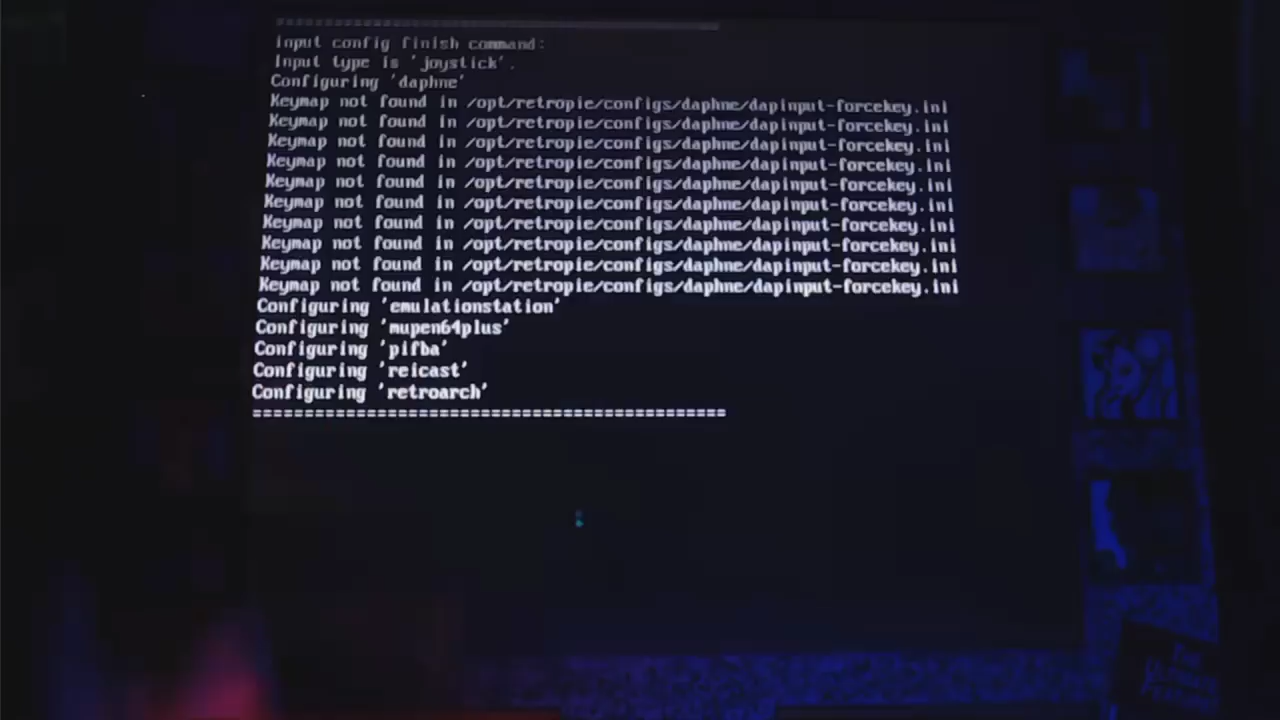 Input config finish command:
Input type is 'joystick'.
Configuring 'daphne'
Keymap not found in /opt/retropie/configs/daphne/dapinput-forcekey.ini
Keymap not found in /opt/retropie/configs/daphne/dapinput-forcekey.ini
Keymap not found in /opt/retropie/configs/daphne/dapinput-forcekey.ini
Keymap not found in /opt/retropie/configs/daphne/dapinput-forcekey.ini
Keymap not found in /opt/retropie/configs/daphne/dapinput-forcekey.ini
Keymap not found in /opt/retropie/configs/daphne/dapinput-forcekey.ini
Keymap not found in /opt/retropie/configs/daphne/dapinput-forcekey.ini
Keymap not found in /opt/retropie/configs/daphne/dapinput-forcekey.ini
Keymap not found in /opt/retropie/configs/daphne/dapinput-forcekey.ini
Keymap not found in /opt/retropie/configs/daphne/dapinput-forcekey.ini
Configuring 'emulationstation'
Configuring 'mupen64plus'
Configuring 'pifba'
Configuring 'reicast'
Configuring 'retroarch'
==============================================